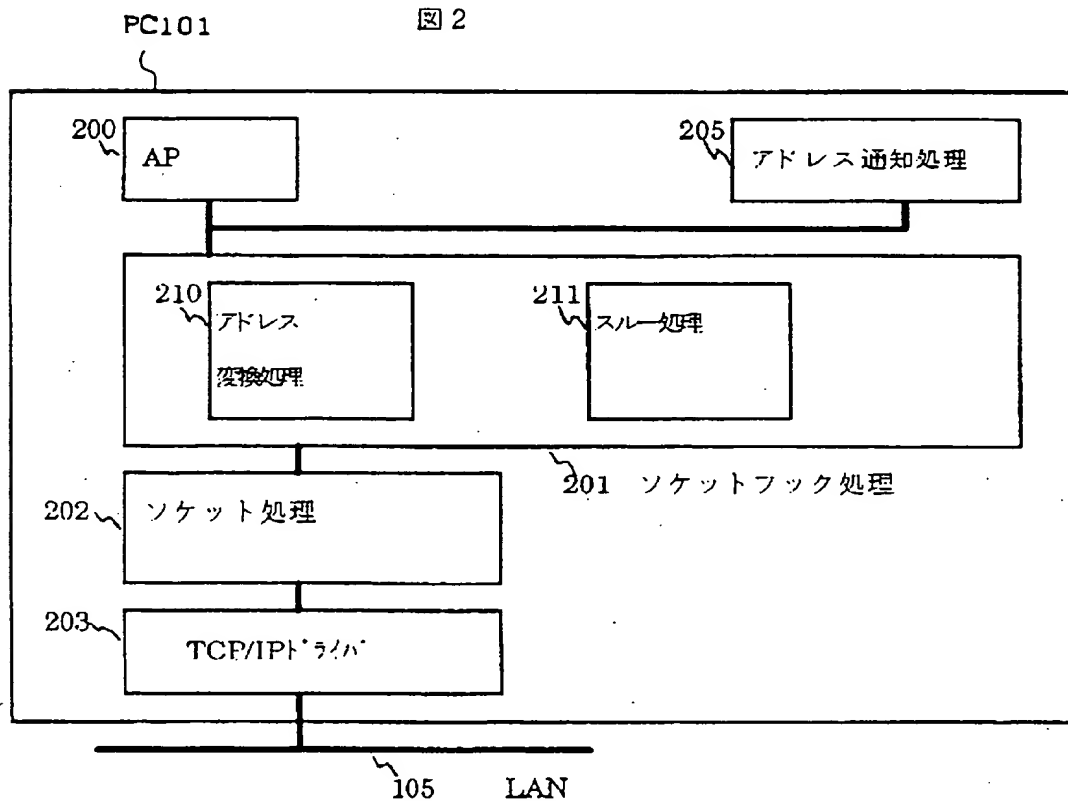 図2
PC101
200
AP
205
アドレス通知処理
210
アドレス
変換処理
211
スルー処理
201 ソケットフック処理
202
ソケット処理
203
TCP/IPﾄﾞﾗｲﾊﾞ
105 LAN